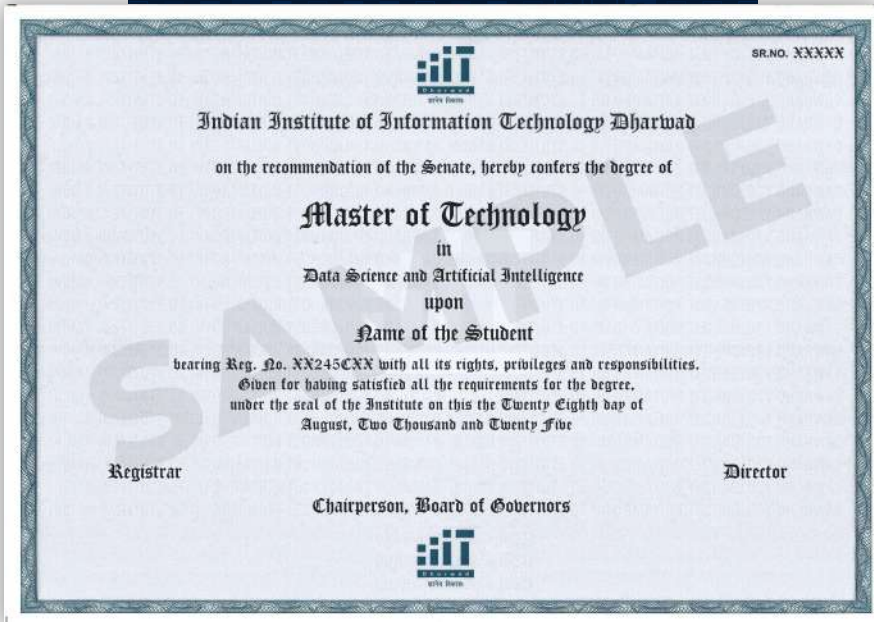 SR.NO. XXXXX
Dharwad
Indian Institute of Information Technology Dharwad
on the recommendation of the Senate, hereby confers the degree of
Master of Technology
in
Data Science and Artificial Intelligence
upon
Name of the Student
bearing Reg. No. XX245CXX with all its rights, privileges and responsibilities.
Given for having satisfied all the requirements for the degree,
under the seal of the Institute on this the Twenty Eighth day of
August, Two Thousand and Twenty Five
SAMPLE
Registrar
Director
Chairperson, Board of Governors
Dharwad